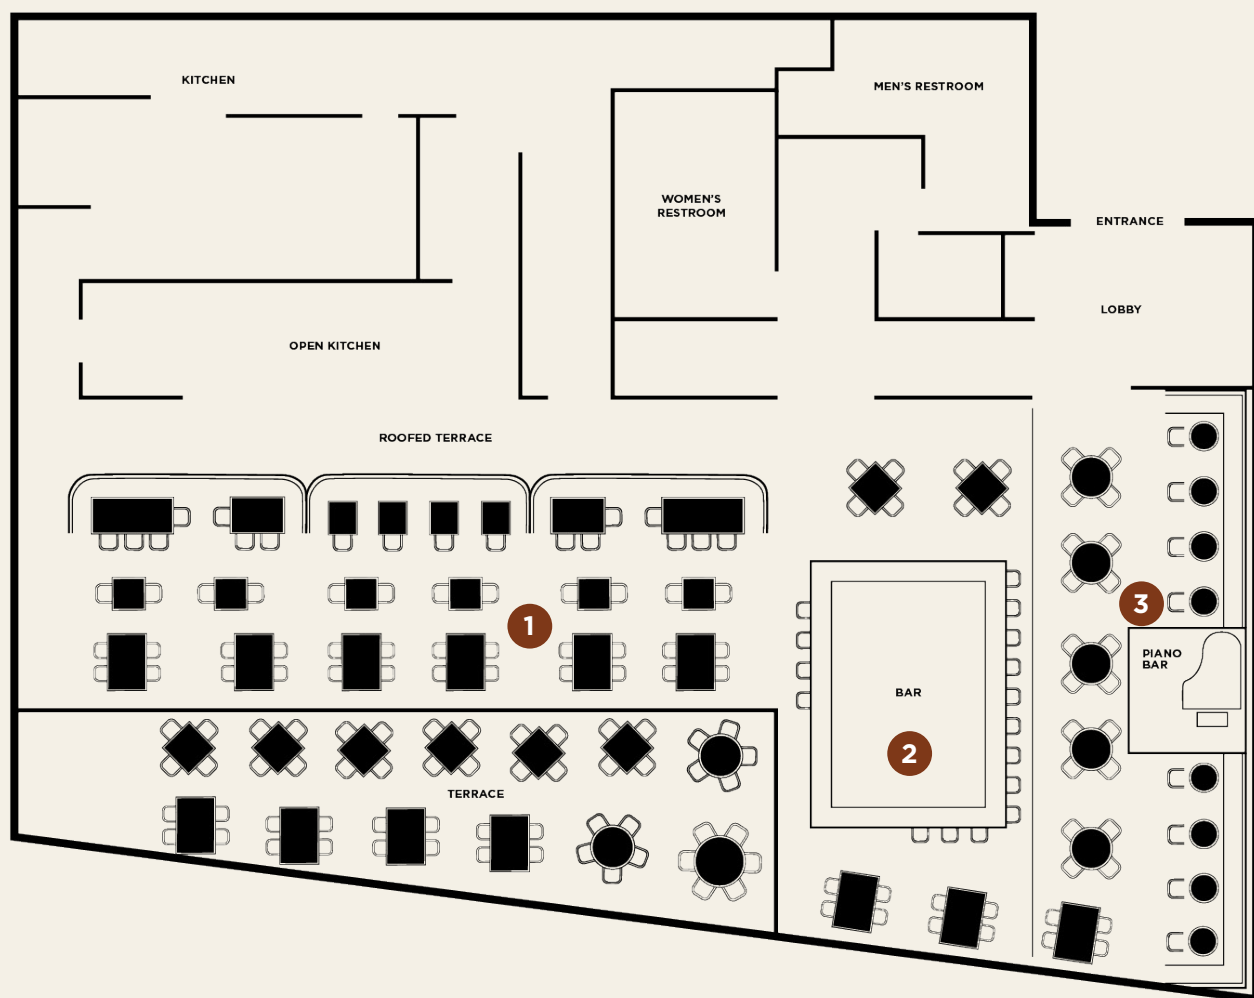 KITCHEN
MEN'S RESTROOM
WOMEN'S
RESTROOM
ENTRANCE
LOBBY
OPEN KITCHEN
ROOFED TERRACE
1
3
PIANO
BAR
BAR
2
TERRACE